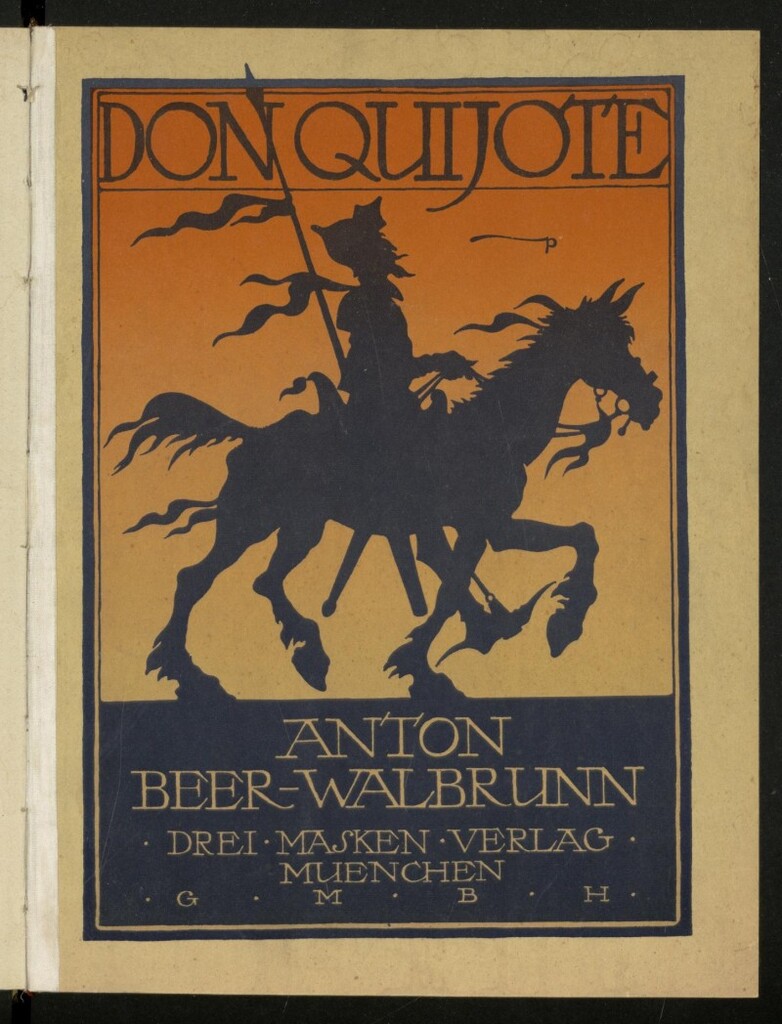 DON QUIJOTE
P
ANTON
BEER-WALBRUNN
· DREI · MASKEN · VERLAG ·
MUENCHEN
· G · M · B · H ·